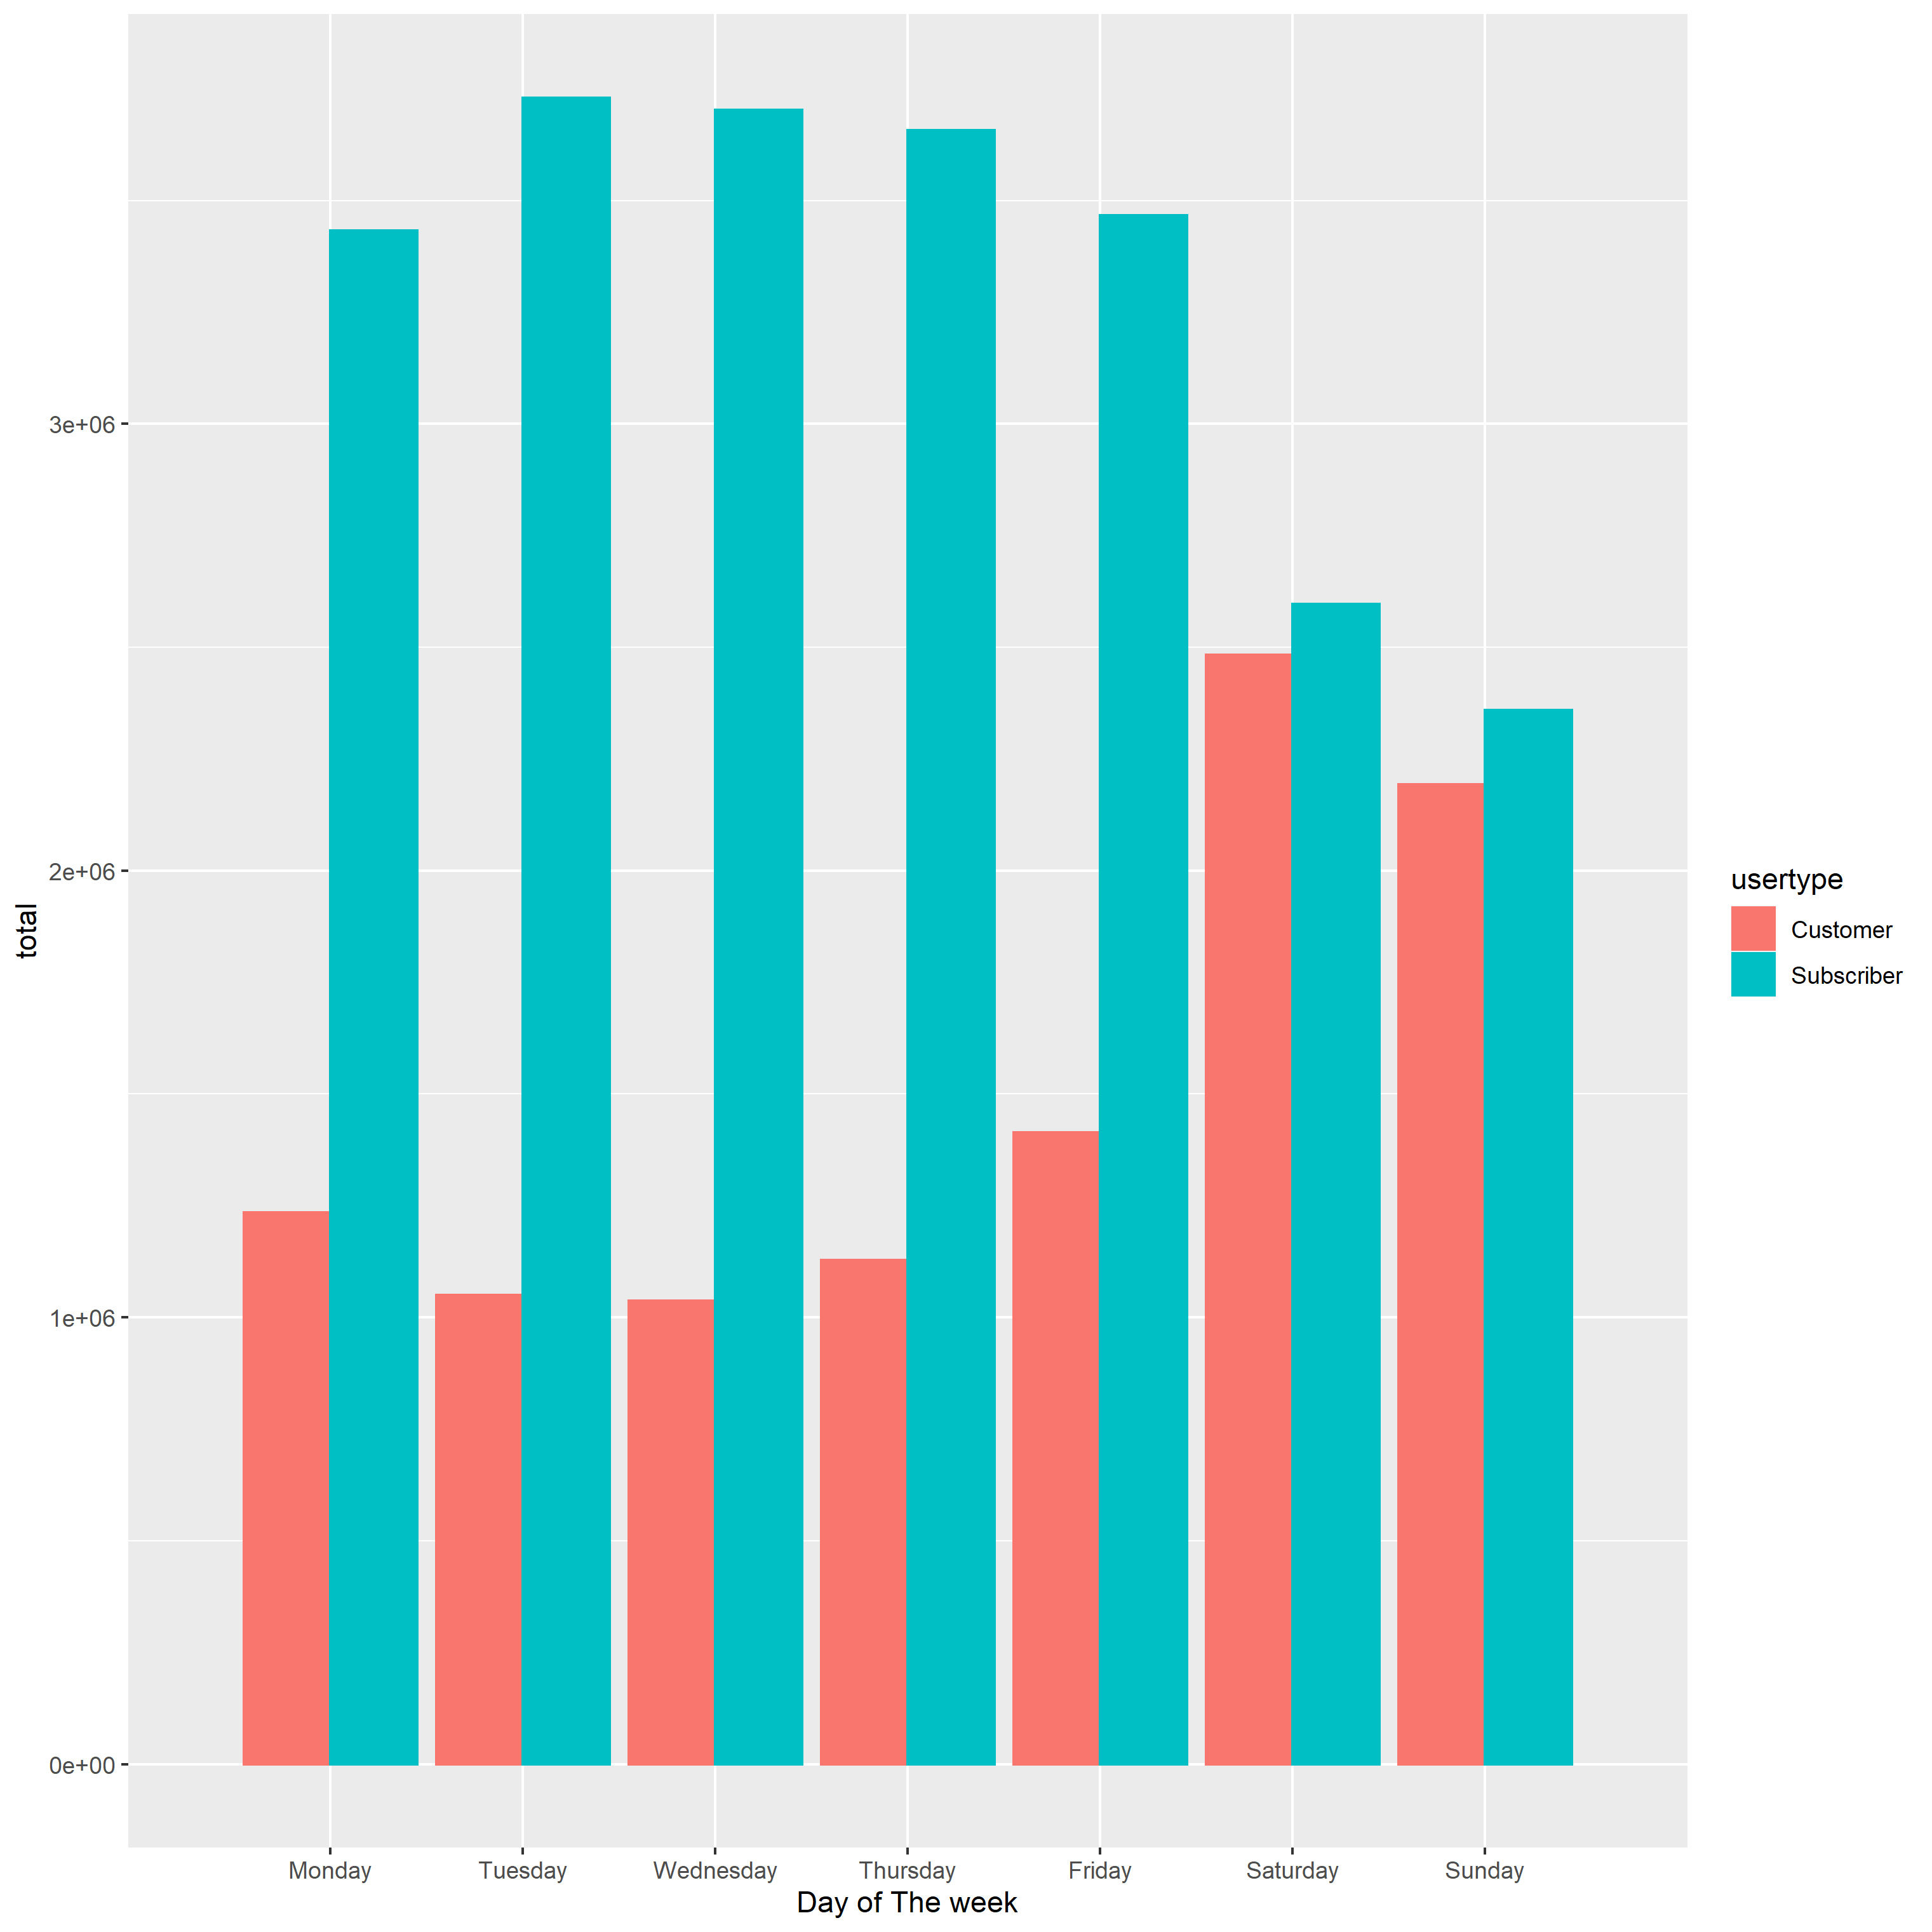 3e+06
2e+06
1e+06
0e+00
total
Monday Tuesday Wednesday Thursday Friday Saturday Sunday
Day of The week
usertype
Customer
Subscriber